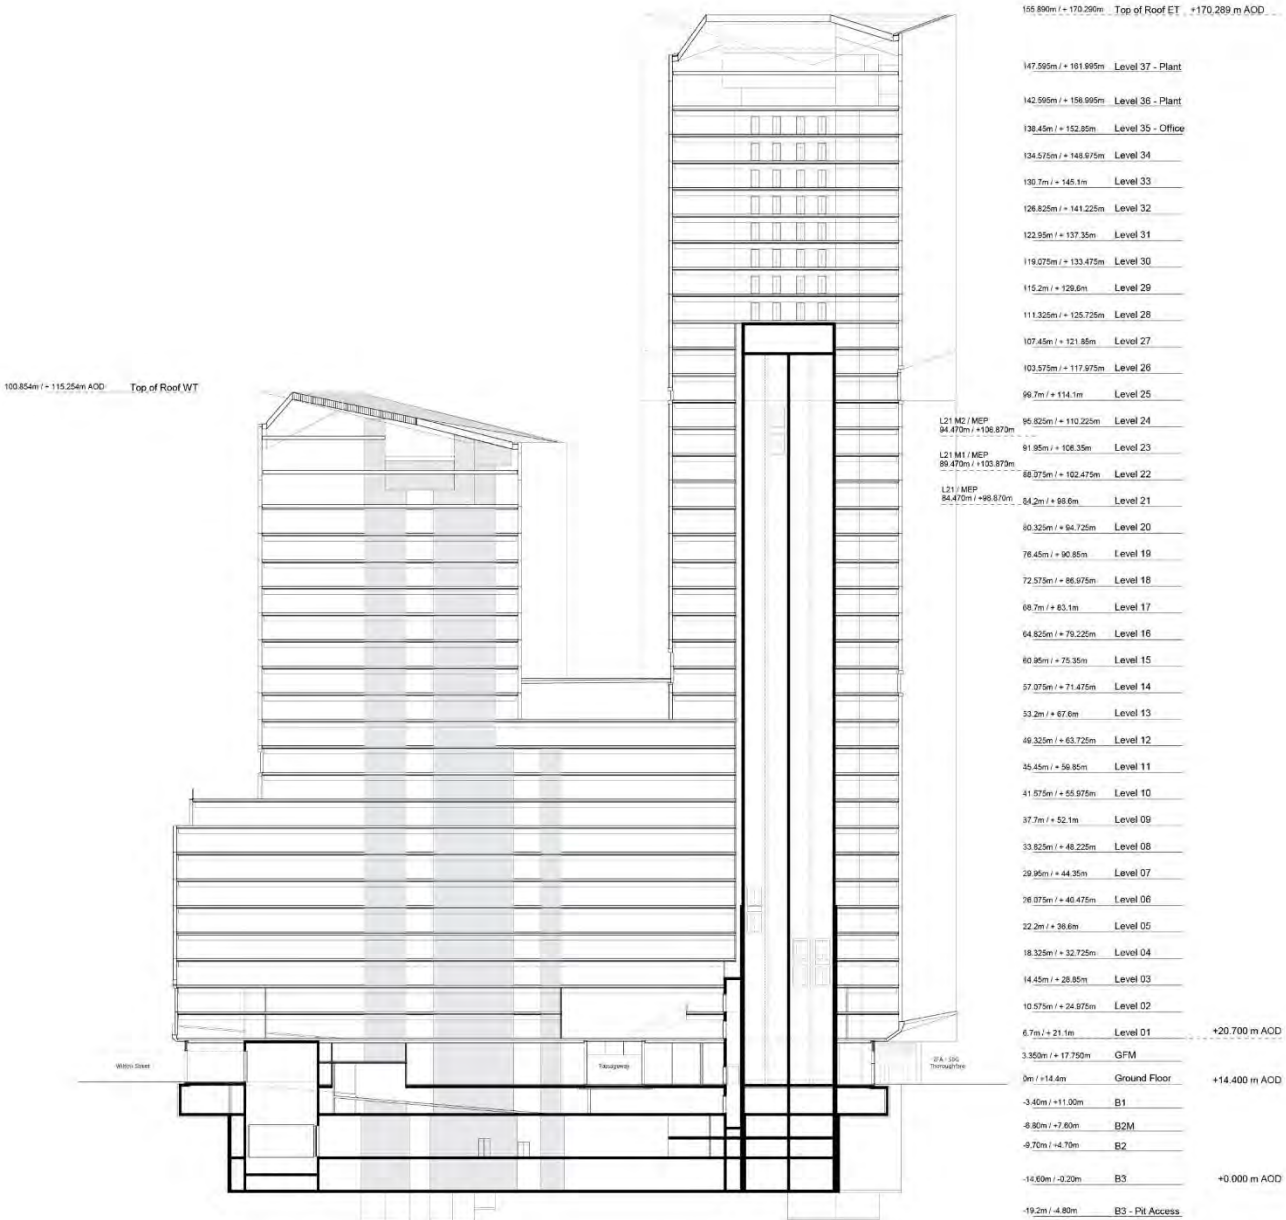 155.890m / + 170.290m Top of Roof ET +170.289 m AOD
147.595m / + 161.995m Level 37 - Plant
142.595m / + 156.995m Level 36 - Plant
138.45m / + 152.85m Level 35 - Office
134.575m / + 148.975m Level 34
130.7m / + 145.1m Level 33
126.825m / + 141.225m Level 32
122.95m / + 137.35m Level 31
119.075m / + 133.475m Level 30
115.2m / + 129.6m Level 29
111.325m / + 125.725m Level 28
107.45m / + 121.85m Level 27
103.575m / + 117.975m Level 26
100.854m / + 115.254m AOD Top of Roof WT
99.7m / + 114.1m Level 25
L21 M2 / MEP
94.470m / +108.870m
95.825m / + 110.225m Level 24
L21 M1 / MEP
89.470m / +103.870m
91.95m / + 106.35m Level 23
88.075m / + 102.475m Level 22
L21 / MEP
84.470m / +98.870m
84.2m / + 98.6m Level 21
80.325m / + 94.725m Level 20
76.45m / + 90.85m Level 19
72.575m / + 86.975m Level 18
68.7m / + 83.1m Level 17
64.825m / + 79.225m Level 16
60.95m / + 75.35m Level 15
57.075m / + 71.475m Level 14
53.2m / + 67.6m Level 13
49.325m / + 63.725m Level 12
45.45m / + 59.85m Level 11
41.575m / + 55.975m Level 10
37.7m / + 52.1m Level 09
33.825m / + 48.225m Level 08
29.95m / + 44.35m Level 07
26.075m / + 40.475m Level 06
22.2m / + 36.6m Level 05
18.325m / + 32.725m Level 04
14.45m / + 28.85m Level 03
10.575m / + 24.975m Level 02
6.7m / + 21.1m Level 01 +20.700 m AOD
3.350m / + 17.750m GFM
Street
Thoroughfare
0m / +14.4m Ground Floor +14.400 m AOD
-3.40m / +11.00m B1
-6.80m / +7.60m B2M
-9.70m / +4.70m B2
-14.60m / -0.20m B3 +0.000 m AOD
-19.2m / -4.80m B3 - Pit Access